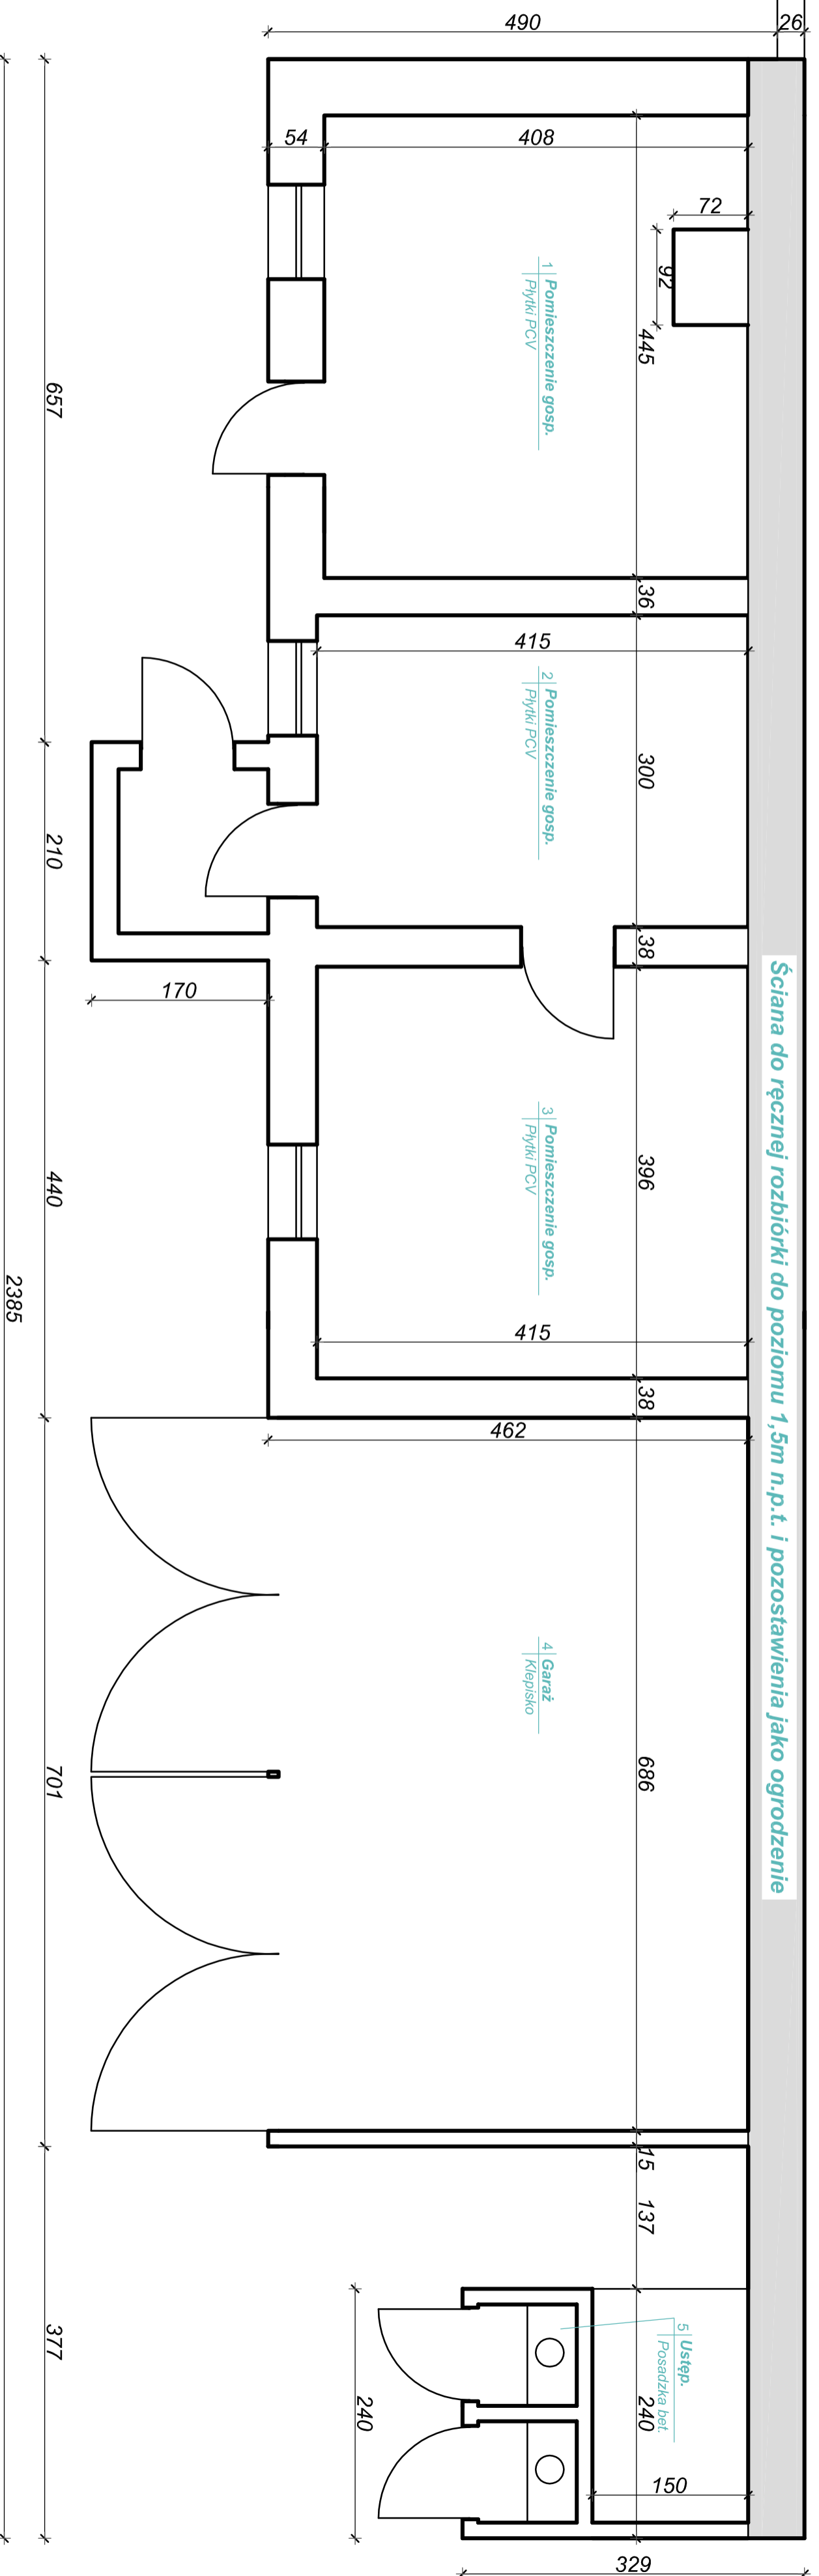 490
26
54
408
72
92
445
1 Pomieszczenie gosp.
Płytki PCV
657
36
415
2 Pomieszczenie gosp.
Płytki PCV
300
210
38
170
Ściana do ręcznej rozbiórki do poziomu 1,5m n.p.t. i pozostawienia jako ogrodzenie
3 Pomieszczenie gosp.
Płytki PCV
396
440
2385
415
38
462
4 Garaż
Klepisko
686
701
15
137
377
5 Ustęp.
Posadzka bet.
240
240
150
329